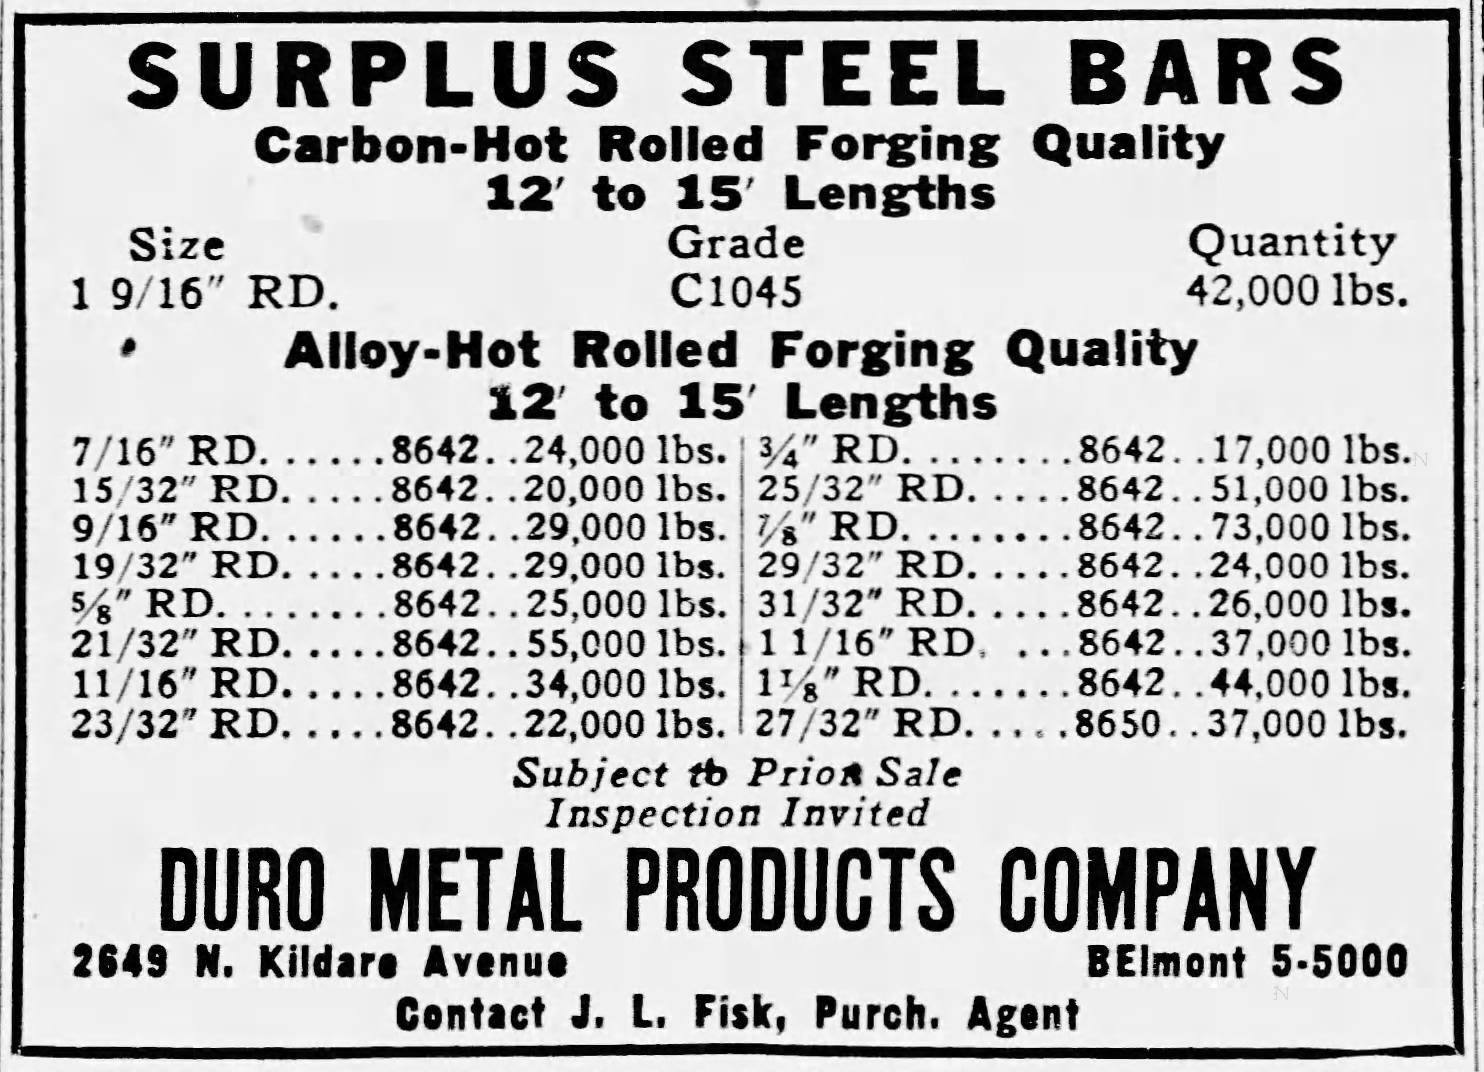 SURPLUS STEEL BARS
Carbon-Hot Rolled Forging Quality
12′ to 15′ Lengths
Size Grade Quantity
1 9/16″ RD. C1045 42,000 lbs.
Alloy-Hot Rolled Forging Quality
12′ to 15′ Lengths
7/16″ RD. . . . . . 8642. . 24,000 lbs.
15/32″ RD. . . . . 8642. . 20,000 lbs.
9/16″ RD. . . . . . 8642. . 29,000 lbs.
19/32″ RD. . . . . 8642. . 29,000 lbs.
⅝″ RD. . . . . . . . 8642. . 25,000 lbs.
21/32″ RD. . . . . 8642. . 55,000 lbs.
11/16″ RD. . . . . 8642. . 34,000 lbs.
23/32″ RD. . . . . 8642. . 22,000 lbs.
¾″ RD. . . . . . . . 8642. . 17,000 lbs.
25/32″ RD. . . . . 8642. . 51,000 lbs.
⅞″ RD. . . . . . . . 8642. . 73,000 lbs.
29/32″ RD. . . . . 8642. . 24,000 lbs.
31/32″ RD. . . . . 8642. . 26,000 lbs.
1 1/16″ RD. . . . 8642. . 37,000 lbs.
1⅛″ RD. . . . . . . 8642. . 44,000 lbs.
27/32″ RD. . . . . 8650. . 37,000 lbs.
Subject to Prior Sale
Inspection Invited
DURO METAL PRODUCTS COMPANY
2649 N. Kildare Avenue BElmont 5-5000
Contact J. L. Fisk, Purch. Agent